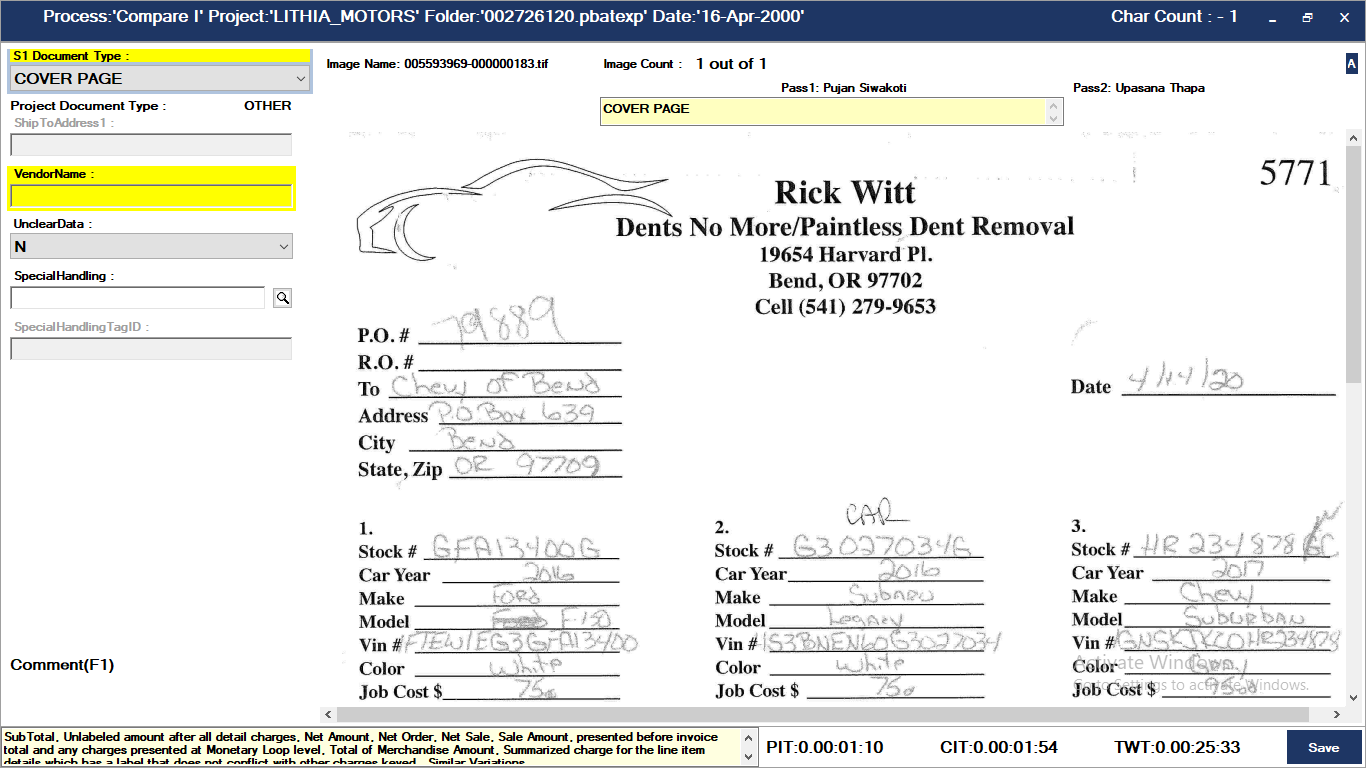 Process:'Compare I' Project:'LITHIA_MOTORS' Folder:'002726120.pbatexp' Date:'16-Apr-2000'
Char Count : - 1
S1 Document Type :
COVER PAGE
Project Document Type : OTHER
ShipToAddress1 :
VendorName :
UnclearData :
N
SpecialHandling :
SpecialHandlingTagID :
Comment(F1)
Image Name: 005593969-000000183.tif
Image Count : 1 out of 1
A
Pass1: Pujan Siwakoti
Pass2: Upasana Thapa
COVER PAGE
5771
Rick Witt
Dents No More/Paintless Dent Removal
19654 Harvard Pl.
Bend, OR 97702
Cell (541) 279-9653
P.O. # 79889
R.O. #
To Chevy of Bend
Address P.O Box 639
City Bend
State, Zip OR 97709
Date 4/14/20
1.
Stock # GFA13400G
Car Year 2016
Make Ford
Model F150
Vin # FTEW1EG3GFA13400
Color White
Job Cost $ 75.00
CAR
2.
Stock # G3027034G
Car Year 2016
Make Subaru
Model Legacy
Vin # 1S3BNEN60G3027034
Color White
Job Cost $ 75.00
3.
Stock # HR234878
Car Year 2017
Make Chevy
Model Suburban
Vin # GNSKJKC0HR234878
Color Grey
Job Cost $
Activate Windows
Go to Settings to activate Windows.
SubTotal, Unlabeled amount after all detail charges, Net Amount, Net Order, Net Sale, Sale Amount, presented before invoice
total and any charges presented at Monetary Loop level, Total of Merchandise Amount, Summarized charge for the line item
details which has a label that does not conflict with other charges keyed, Similar Variations
PIT:0.00:01:10
CIT:0.00:01:54
TWT:0.00:25:33
Save